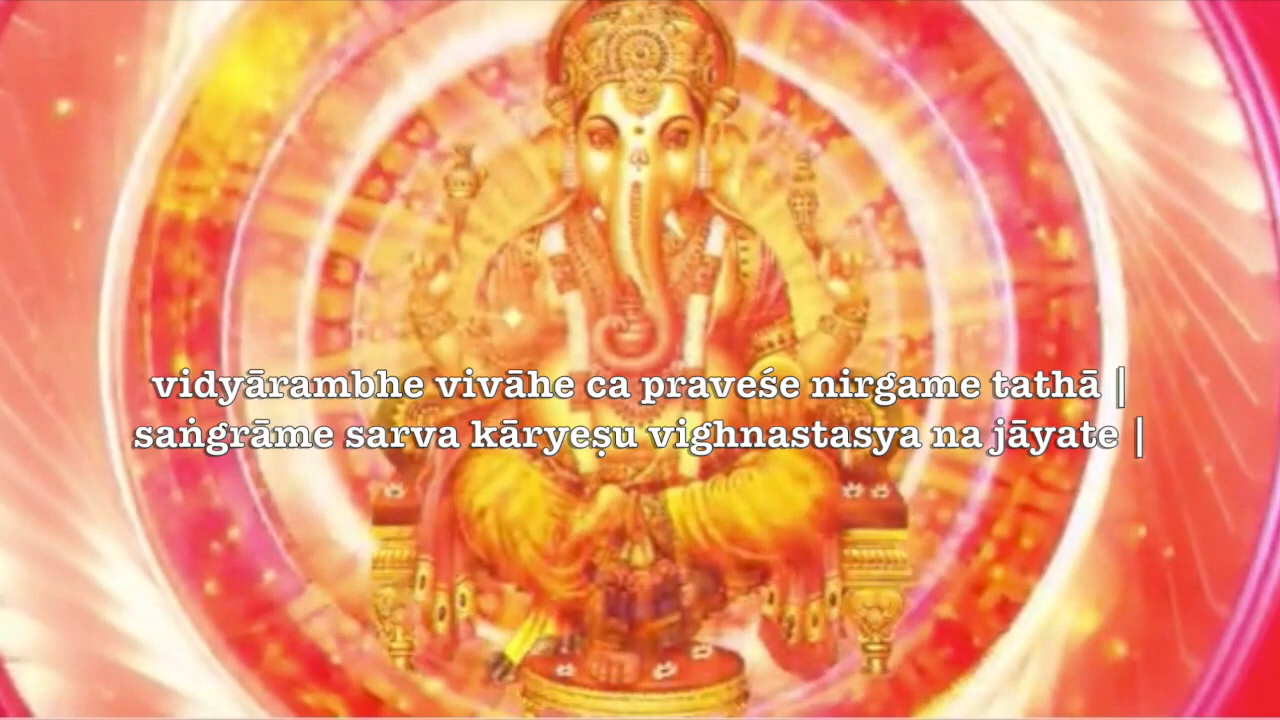 vidyārambhe vivāhe ca praveśe nirgame tathā |
saṅgrāme sarva kāryeṣu vighnastasya na jāyate |